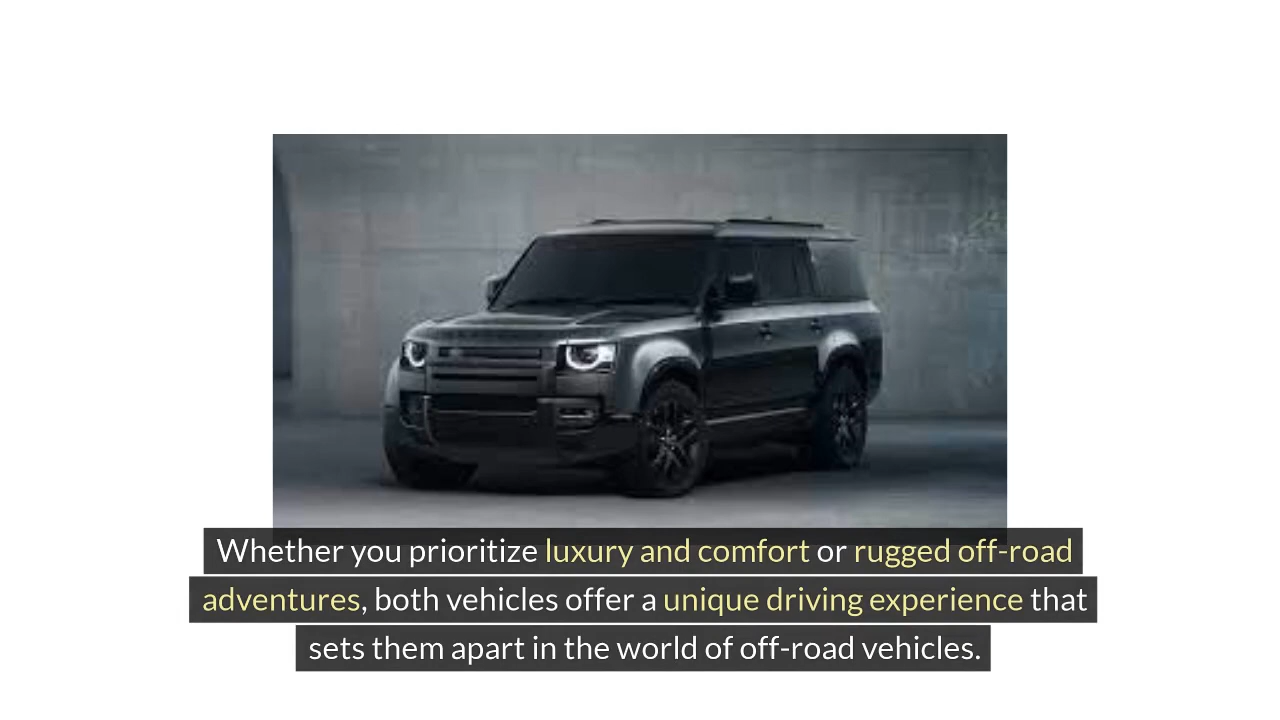 Whether you prioritize luxury and comfort or rugged off-road
adventures, both vehicles offer a unique driving experience that
sets them apart in the world of off-road vehicles.